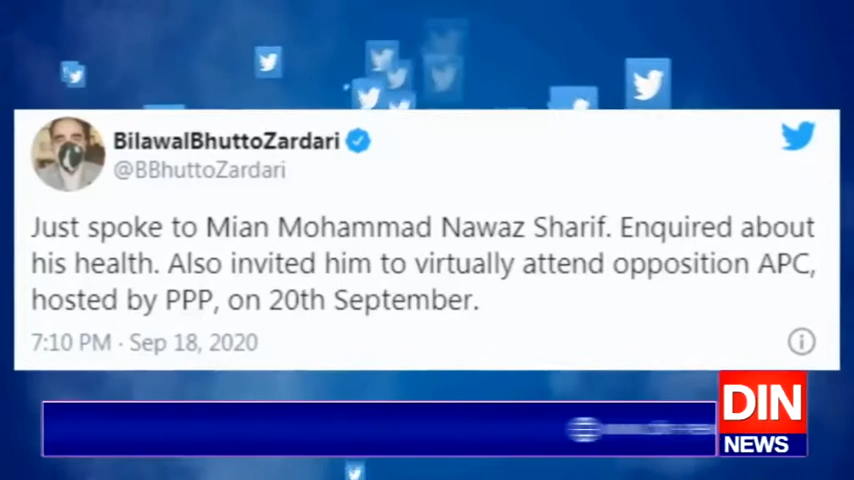 BilawalBhuttoZardari
@BBhuttoZardari
Just spoke to Mian Mohammad Nawaz Sharif. Enquired about
his health. Also invited him to virtually attend opposition APC,
hosted by PPP, on 20th September.
7:10 PM · Sep 18, 2020
DIN
NEWS